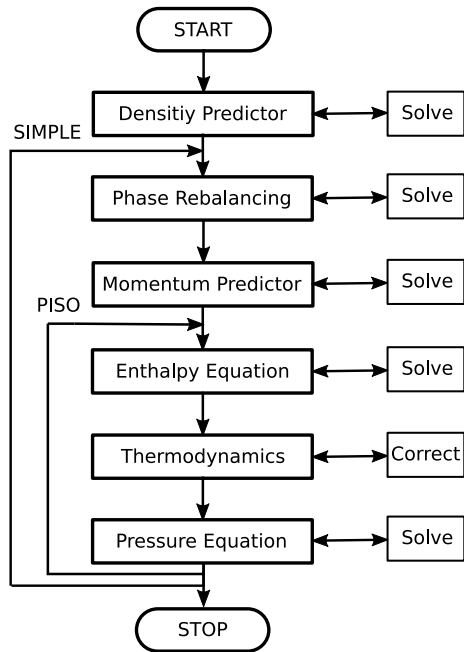 START
Densitiy Predictor
Solve
SIMPLE
Phase Rebalancing
Solve
Momentum Predictor
Solve
PISO
Enthalpy Equation
Solve
Thermodynamics
Correct
Pressure Equation
Solve
STOP